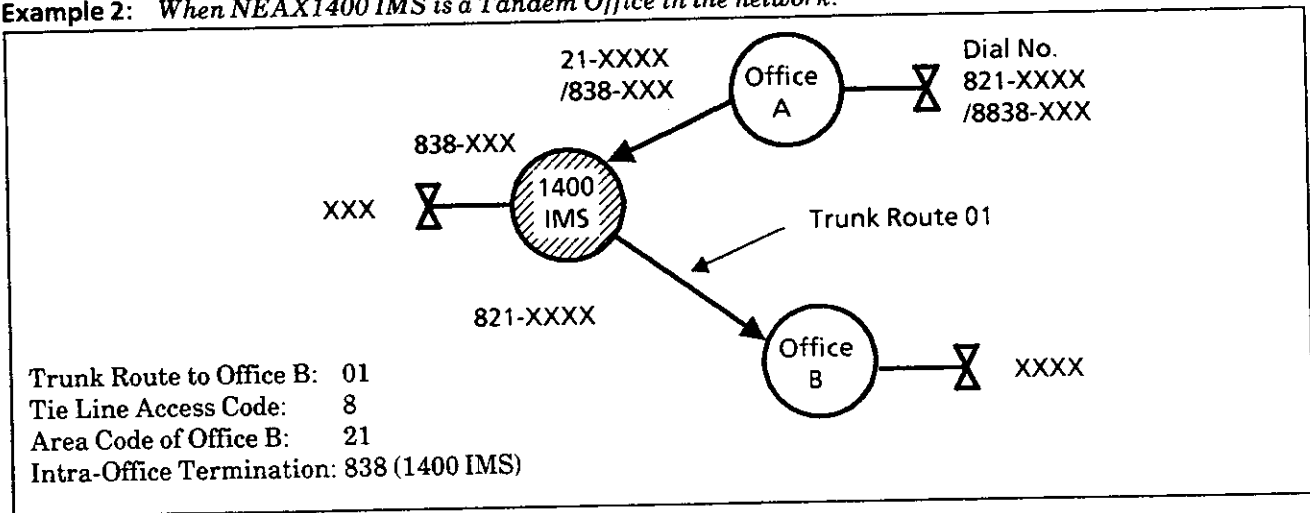 Example 2: When NEAX1400 IMS is a Tandem Office in the network.
21-XXXX
/838-XXX
Office
A
Dial No.
821-XXXX
/8838-XXX
838-XXX
XXX
1400
IMS
Trunk Route 01
821-XXXX
Office
B
XXXX
Trunk Route to Office B: 01
Tie Line Access Code: 8
Area Code of Office B: 21
Intra-Office Termination: 838 (1400 IMS)